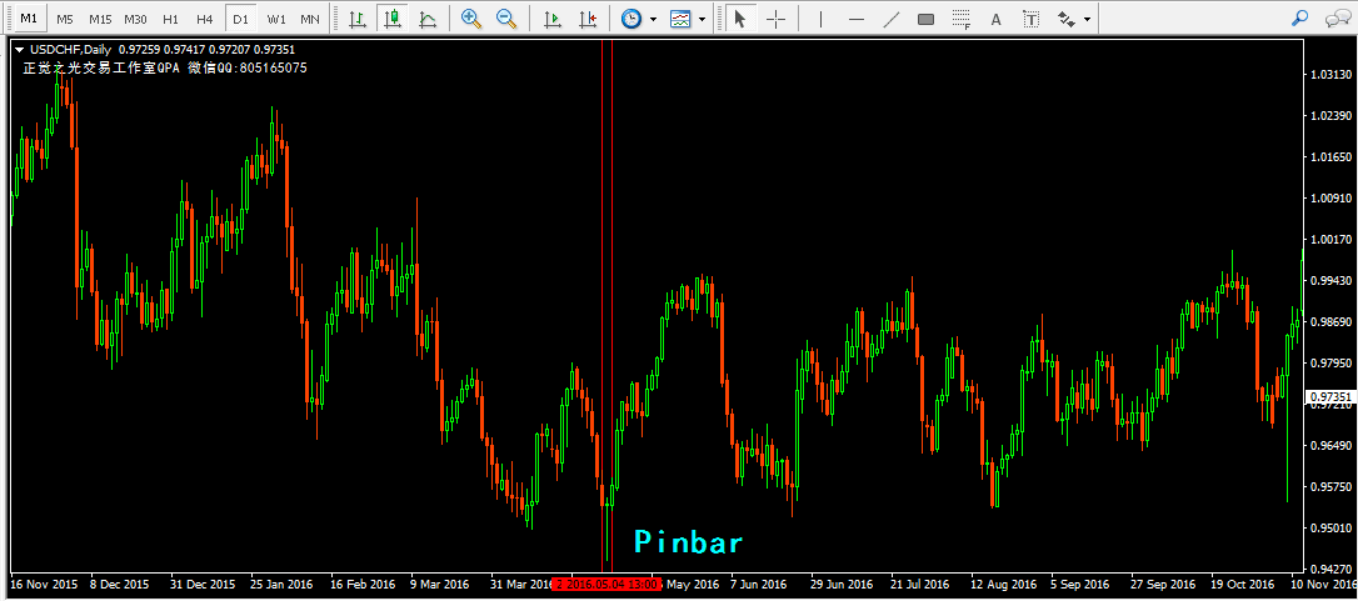 M1 M5 M15 M30 H1 H4 D1 W1 MN F A T
USDCHF,Daily 0.97259 0.97417 0.97207 0.97351
正觉之光交易工作室QPA 微信QQ:805165075
1.03130
1.02390
1.01650
1.00910
1.00170
0.99430
0.98690
0.97950
0.97351
0.97210
0.96490
0.95750
0.95010
0.94270
Pinbar
16 Nov 2015 8 Dec 2015 31 Dec 2015 25 Jan 2016 16 Feb 2016 9 Mar 2016 31 Mar 2016 2 2016.05.04 13:00 May 2016 7 Jun 2016 29 Jun 2016 21 Jul 2016 12 Aug 2016 5 Sep 2016 27 Sep 2016 19 Oct 2016 10 Nov 2016